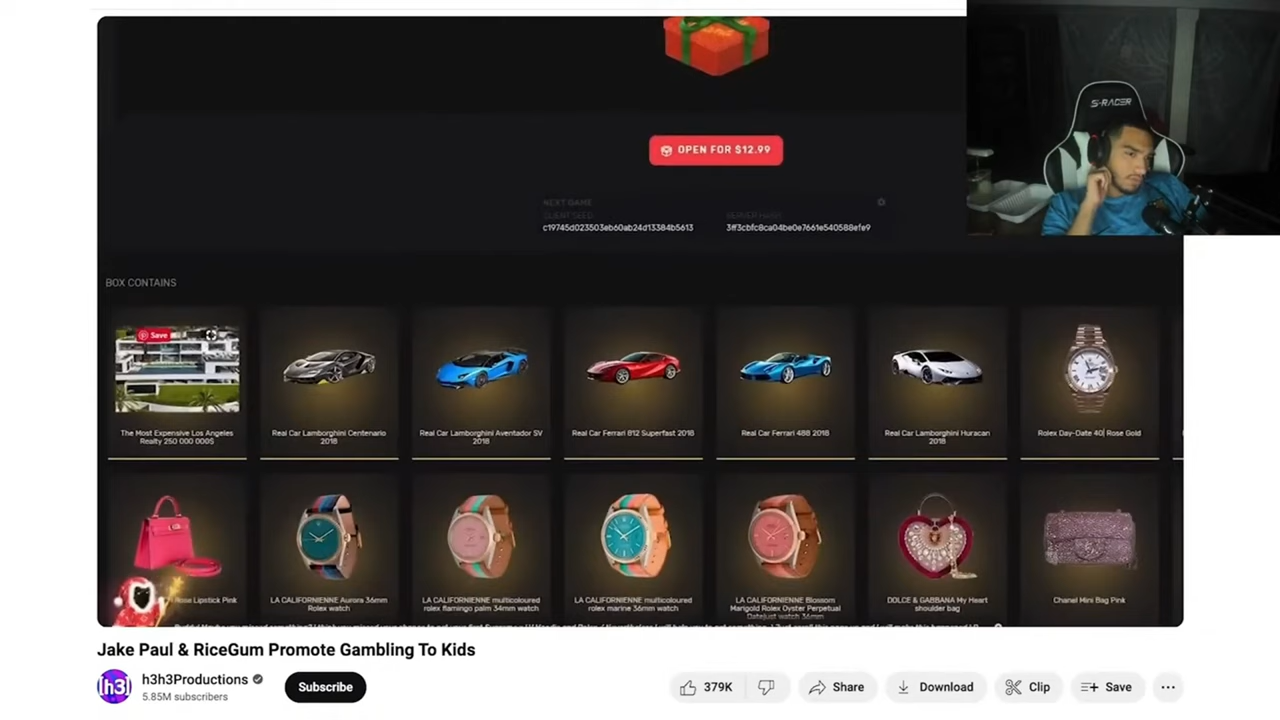 S-RACER
OPEN FOR $12.99
NEXT GAME
CLIENT SEED
c19745d023503eb60ab24d13384b5613
3ff3cbfc8ca04be0e7661e540588efe9
BOX CONTAINS
Save
The Most Expensive Los Angeles
Realty 250 000 000$
Real Car Lamborghini Centenario
2018
Real Car Lamborghini Aventador SV
2018
Real Car Ferrari 812 Superfast 2018
Real Car Ferrari 488 2018
Real Car Lamborghini Huracan
2018
Rolex Day-Date 40| Rose Gold
Rose Lipstick Pink
LA CALIFORNIENNE Aurora 36mm
Rolex watch
LA CALIFORNIENNE multicoloured
rolex flamingo palm 34mm watch
LA CALIFORNIENNE multicoloured
rolex marine 36mm watch
LA CALIFORNIENNE Blossom
Marigold Rolex Oyster Perpetual
Datejust watch 36mm
DOLCE & GABBANA My Heart
shoulder bag
Chanel Mini Bag Pink
Jake Paul & RiceGum Promote Gambling To Kids
[h3]
h3h3Productions
5.85M subscribers
Subscribe
379K
Share
Download
Clip
Save